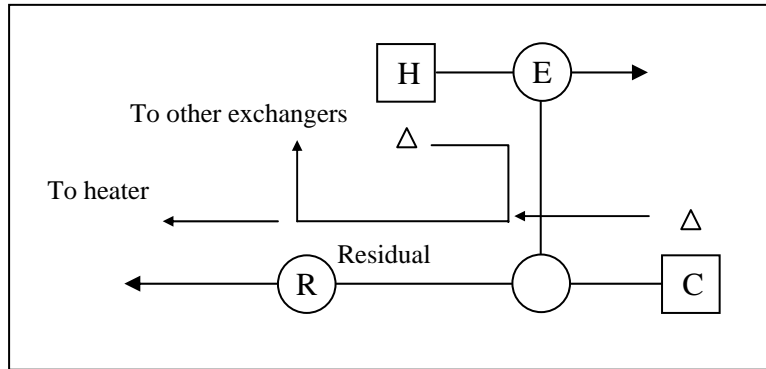 H
E
To other exchangers
Δ
To heater
Δ
Residual
R
C